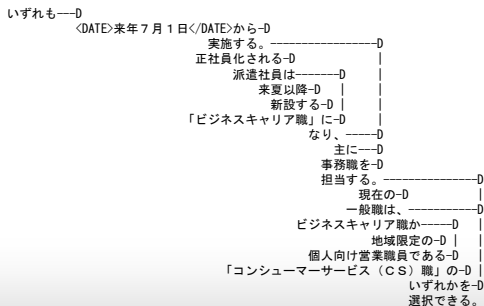 いずれも---D
<DATE>来年７月１日</DATE>から-D
実施する。-----------------D
正社員化される-D |
派遣社員は-------D |
来夏以降-D | |
新設する-D | |
「ビジネスキャリア職」に-D |
なり、-----D
主に---D
事務職を-D
担当する。---------------D
現在の-D |
一般職は、-----------D
ビジネスキャリア職か-----D |
地域限定の-D | |
個人向け営業職員である-D |
「コンシューマーサービス（ＣＳ）職」の-D |
いずれかを-D
選択できる。